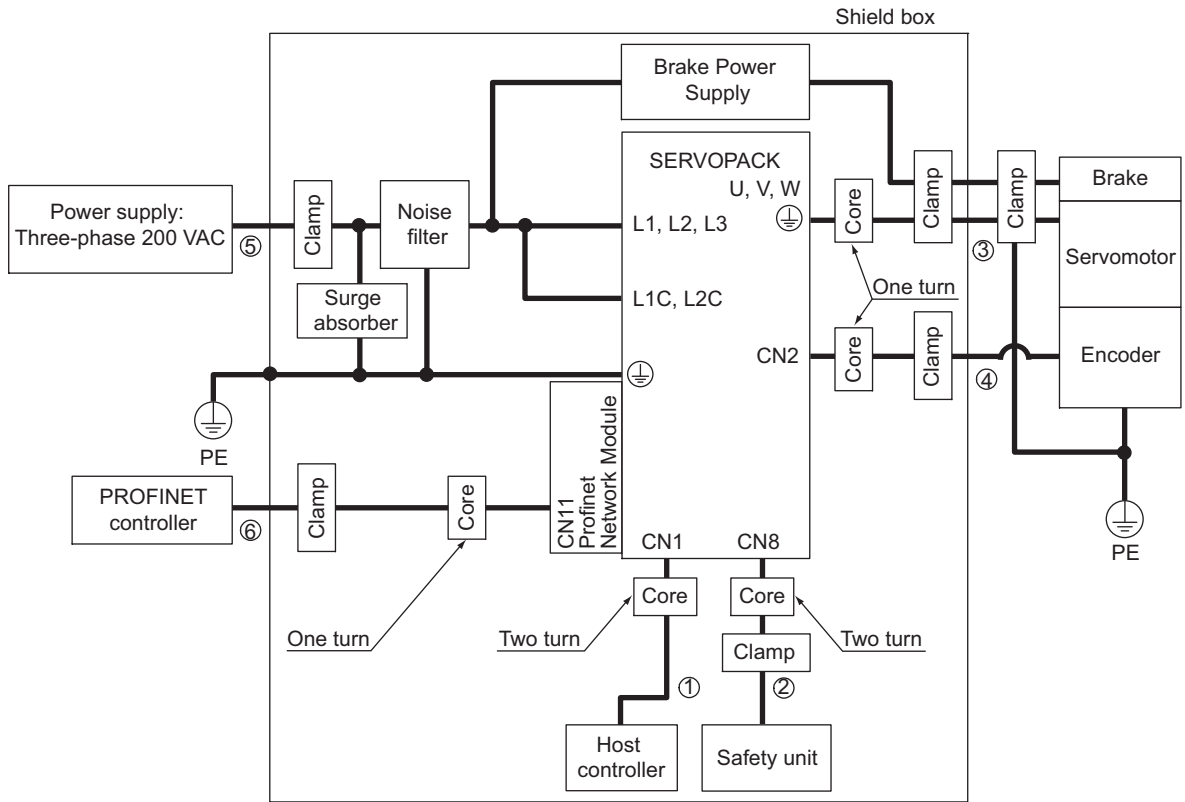 Shield box
Brake Power
Supply
SERVOPACK
U, V, W
Power supply:
Three-phase 200 VAC
⑤
Clamp
Noise
filter
L1, L2, L3
Core
Clamp
Clamp
Brake
③
Servomotor
Surge
absorber
L1C, L2C
One turn
CN2
Core
Clamp
④
Encoder
PE
PROFINET
controller
⑥
Clamp
Core
CN11
Profinet
Network Module
PE
CN1
CN8
Core
Core
One turn
Two turn
Two turn
Clamp
①
②
Host
controller
Safety unit